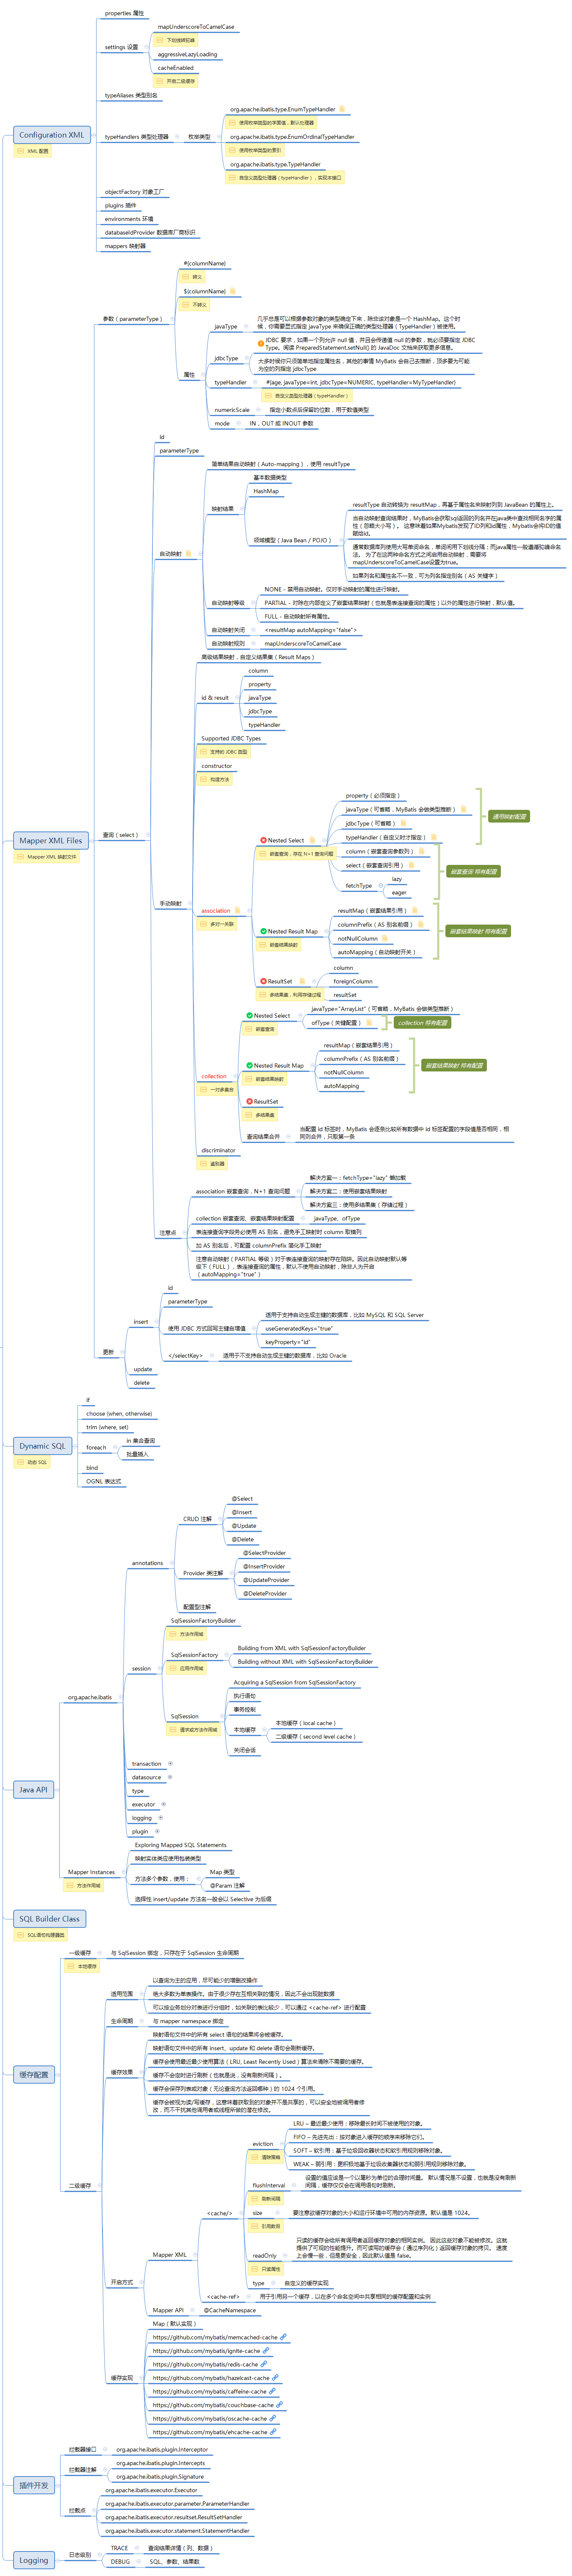 properties 属性
mapUnderscoreToCamelCase
下划线转驼峰
settings 设置
aggressiveLazyLoading
cacheEnabled
开启二级缓存
typeAliases 类型别名
Configuration XML
XML 配置
org.apache.ibatis.type.EnumTypeHandler
使用枚举类型的字面值,默认处理器
typeHandlers 类型处理器
枚举类型
org.apache.ibatis.type.EnumOrdinalTypeHandler
使用枚举类型的索引
org.apache.ibatis.type.TypeHandler
自定义类型处理器(typeHandler),实现本接口
objectFactory 对象工厂
plugins 插件
environments 环境
databaseIdProvider 数据库厂商标识
mappers 映射器
#{columnName}
转义
参数(parameterType)
${columnName}
不转义
javaType
几乎总是可以根据参数对象的类型确定下来,除非该对象是一个 HashMap。这个时
候,你需要显式指定 javaType 来确保正确的类型处理器(TypeHandler)被使用。
JDBC 要求,如果一个列允许 null 值,并且会传递值 null 的参数,就必须要指定 JDBC
Type。阅读 PreparedStatement.setNull() 的 JavaDoc 文档来获取更多信息。
jdbcType
大多时候你只须简单地指定属性名,其他的事情 MyBatis 会自己去推断,顶多要为可能
为空的列指定 jdbcType
属性
typeHandler
#{age, javaType=int, jdbcType=NUMERIC, typeHandler=MyTypeHandler}
自定义类型处理器(typeHandler)
numericScale
指定小数点后保留的位数,用于数值类型
mode
IN,OUT 或 INOUT 参数
id
parameterType
简单结果自动映射(Auto-mapping),使用 resultType
基本数据类型
HashMap
映射结果
resultType 自动转换为 resultMap,再基于属性名来映射列到 JavaBean 的属性上。
当自动映射查询结果时,MyBatis会获取sql返回的列名并在java类中查找相同名字的属
性(忽略大小写)。 这意味着如果Mybatis发现了ID列和id属性,Mybatis会将ID的值
赋给id。
领域模型(Java Bean / POJO)
通常数据库列使用大写单词命名,单词间用下划线分隔;而java属性一般遵循驼峰命名
法。 为了在这两种命名方式之间启用自动映射,需要将
mapUnderscoreToCamelCase设置为true。
如果列名和属性名不一致,可为列名指定别名(AS 关键字)
自动映射
NONE - 禁用自动映射。仅对手动映射的属性进行映射。
自动映射等级
PARTIAL - 对除在内部定义了嵌套结果映射(也就是表连接查询的属性)以外的属性进行映射,默认值。
FULL - 自动映射所有属性。
自动映射关闭
<resultMap autoMapping="false">
自动映射规则
mapUnderscoreToCamelCase
高级结果映射,自定义结果集(Result Maps)
column
property
id & result
javaType
jdbcType
typeHandler
Supported JDBC Types
支持的 JDBC 类型
constructor
构造方法
Mapper XML Files
Mapper XML 映射文件
查询(select)
property(必须指定)
javaType(可省略,MyBatis 会做类型推断)
通用映射配置
jdbcType(可省略)
Nested Select
typeHandler(自定义时才指定)
嵌套查询,存在 N+1 查询问题
column(嵌套查询参数列)
select(嵌套查询引用)
嵌套查询 特有配置
fetchType
lazy
eager
手动映射
association
多对一关联
resultMap(嵌套结果引用)
columnPrefix(AS 别名前缀)
Nested Result Map
嵌套结果映射
嵌套结果映射 特有配置
notNullColumn
autoMapping(自动映射开关)
column
ResultSet
foreignColumn
多结果集,利用存储过程
resultSet
Nested Select
嵌套查询
javaType="ArrayList"(可省略,MyBatis 会做类型推断)
ofType(关键配置)
collection 特有配置
resultMap(嵌套结果引用)
Nested Result Map
columnPrefix(AS 别名前缀)
嵌套结果映射 特有配置
嵌套结果映射
notNullColumn
collection
一对多集合
autoMapping
ResultSet
多结果集
查询结果合并
当配置 id 标签时,MyBatis 会逐条比较所有数据中 id 标签配置的字段值是否相同,相
同则合并,只取第一条
discriminator
鉴别器
解决方案一:fetchType="lazy" 懒加载
association 嵌套查询,N+1 查询问题
解决方案二:使用嵌套结果映射
解决方案三:使用多结果集(存储过程)
collection 嵌套查询、嵌套结果映射配置
javaType、ofType
注意点
表连接查询字段务必使用 AS 别名,避免手工映射时 column 取错列
加 AS 别名后,可配置 columnPrefix 简化手工映射
注意自动映射(PARTIAL 等级)对于表连接查询的映射存在陷阱。因此自动映射默认等
级下(FULL),表连接查询的属性,默认不使用自动映射,除非人为开启
(autoMapping="true")
id
parameterType
insert
适用于支持自动生成主键的数据库,比如 MySQL 和 SQL Server
使用 JDBC 方式回写主键自增值
useGeneratedKeys="true"
keyProperty="id"
更新
</selectKey>
适用于不支持自动生成主键的数据库,比如 Oracle
update
delete
if
choose (when, otherwise)
trim (where, set)
Dynamic SQL
动态 SQL
foreach
in 集合查询
批量插入
bind
OGNL 表达式
@Select
@Insert
CRUD 注解
@Update
@Delete
annotations
@SelectProvider
@InsertProvider
Provider 类注解
@UpdateProvider
@DeleteProvider
配置型注解
SqlSessionFactoryBuilder
方法作用域
Building from XML with SqlSessionFactoryBuilder
SqlSessionFactory
应用作用域
Building without XML with SqlSessionFactoryBuilder
session
org.apache.ibatis
Acquiring a SqlSession from SqlSessionFactory
执行语句
事务控制
SqlSession
请求或方法作用域
本地缓存
本地缓存(local cache)
二级缓存(second level cache)
关闭会话
transaction
datasource
Java API
type
executor
logging
plugin
Exploring Mapped SQL Statements
映射实体类应使用包装类型
Mapper Instances
方法作用域
方法多个参数,使用:
Map 类型
@Param 注解
选择性 insert/update 方法名一般会以 Selective 为后缀
SQL Builder Class
SQL语句构建器类
一级缓存
本地缓存
与 SqlSession 绑定,只存在于 SqlSession 生命周期
以查询为主的应用,尽可能少的增删改操作
适用范围
绝大多数为单表操作。由于很少存在互相关联的情况,因此不会出现脏数据
可以按业务划分对表进行分组时,如关联的表比较少,可以通过 <cache-ref> 进行配置
生命周期
与 mapper namespace 绑定
映射语句文件中的所有 select 语句的结果将会被缓存。
映射语句文件中的所有 insert、update 和 delete 语句会刷新缓存。
缓存会使用最近最少使用算法(LRU, Least Recently Used)算法来清除不需要的缓存。
缓存效果
缓存不会定时进行刷新(也就是说,没有刷新间隔)。
缓存会保存列表或对象(无论查询方法返回哪种)的 1024 个引用。
缓存会被视为读/写缓存,这意味着获取到的对象并不是共享的,可以安全地被调用者修
改,而不干扰其他调用者或线程所做的潜在修改。
缓存配置
LRU – 最近最少使用:移除最长时间不被使用的对象。
eviction
清除策略
FIFO – 先进先出:按对象进入缓存的顺序来移除它们。
SOFT – 软引用:基于垃圾回收器状态和软引用规则移除对象。
WEAK – 弱引用:更积极地基于垃圾收集器状态和弱引用规则移除对象。
二级缓存
flushInterval
刷新间隔
设置的值应该是一个以毫秒为单位的合理时间量。 默认情况是不设置,也就是没有刷新
间隔,缓存仅仅会在调用语句时刷新。
<cache/>
size
引用数目
要注意欲缓存对象的大小和运行环境中可用的内存资源。默认值是 1024。
Mapper XML
readOnly
只读属性
只读的缓存会给所有调用者返回缓存对象的相同实例。 因此这些对象不能被修改。这就
提供了可观的性能提升。而可读写的缓存会(通过序列化)返回缓存对象的拷贝。 速度
上会慢一些,但是更安全,因此默认值是 false。
开启方式
type
自定义的缓存实现
<cache-ref>
用于引用另一个缓存,以在多个命名空间中共享相同的缓存配置和实例
Mapper API
@CacheNamespace
Map(默认实现)
https://github.com/mybatis/memcached-cache
https://github.com/mybatis/ignite-cache
https://github.com/mybatis/redis-cache
缓存实现
https://github.com/mybatis/hazelcast-cache
https://github.com/mybatis/caffeine-cache
https://github.com/mybatis/couchbase-cache
https://github.com/mybatis/oscache-cache
https://github.com/mybatis/ehcache-cache
拦截器接口
org.apache.ibatis.plugin.Interceptor
拦截器注解
org.apache.ibatis.plugin.Intercepts
org.apache.ibatis.plugin.Signature
插件开发
org.apache.ibatis.executor.Executor
拦截点
org.apache.ibatis.executor.parameter.ParameterHandler
org.apache.ibatis.executor.resultset.ResultSetHandler
org.apache.ibatis.executor.statement.StatementHandler
Logging
日志级别
TRACE
查询结果详情(列、数据)
DEBUG
SQL、参数、结果数